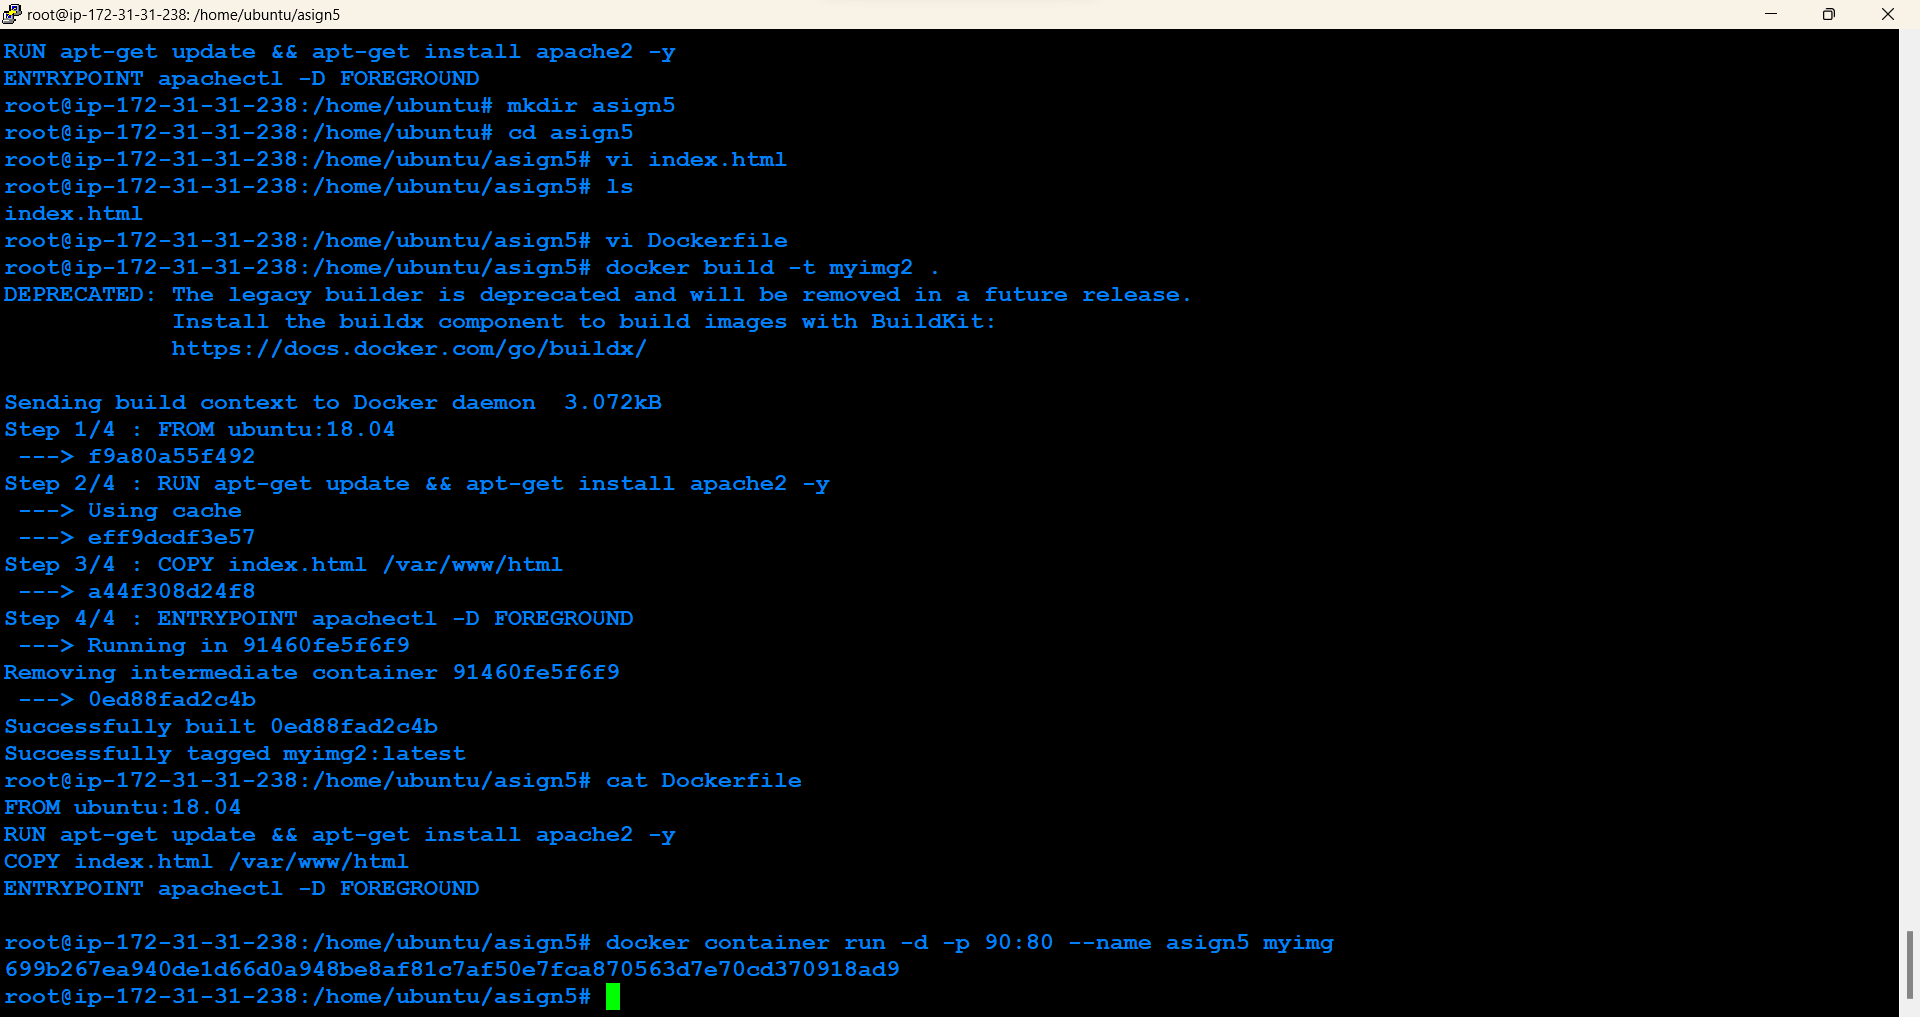 root@ip-172-31-31-238: /home/ubuntu/asign5
RUN apt-get update && apt-get install apache2 -y
ENTRYPOINT apachectl -D FOREGROUND
root@ip-172-31-31-238:/home/ubuntu# mkdir asign5
root@ip-172-31-31-238:/home/ubuntu# cd asign5
root@ip-172-31-31-238:/home/ubuntu/asign5# vi index.html
root@ip-172-31-31-238:/home/ubuntu/asign5# ls
index.html
root@ip-172-31-31-238:/home/ubuntu/asign5# vi Dockerfile
root@ip-172-31-31-238:/home/ubuntu/asign5# docker build -t myimg2 .
DEPRECATED: The legacy builder is deprecated and will be removed in a future release.
            Install the buildx component to build images with BuildKit:
            https://docs.docker.com/go/buildx/

Sending build context to Docker daemon  3.072kB
Step 1/4 : FROM ubuntu:18.04
 ---> f9a80a55f492
Step 2/4 : RUN apt-get update && apt-get install apache2 -y
 ---> Using cache
 ---> eff9dcdf3e57
Step 3/4 : COPY index.html /var/www/html
 ---> a44f308d24f8
Step 4/4 : ENTRYPOINT apachectl -D FOREGROUND
 ---> Running in 91460fe5f6f9
Removing intermediate container 91460fe5f6f9
 ---> 0ed88fad2c4b
Successfully built 0ed88fad2c4b
Successfully tagged myimg2:latest
root@ip-172-31-31-238:/home/ubuntu/asign5# cat Dockerfile
FROM ubuntu:18.04
RUN apt-get update && apt-get install apache2 -y
COPY index.html /var/www/html
ENTRYPOINT apachectl -D FOREGROUND

root@ip-172-31-31-238:/home/ubuntu/asign5# docker container run -d -p 90:80 --name asign5 myimg
699b267ea940de1d66d0a948be8af81c7af50e7fca870563d7e70cd370918ad9
root@ip-172-31-31-238:/home/ubuntu/asign5#